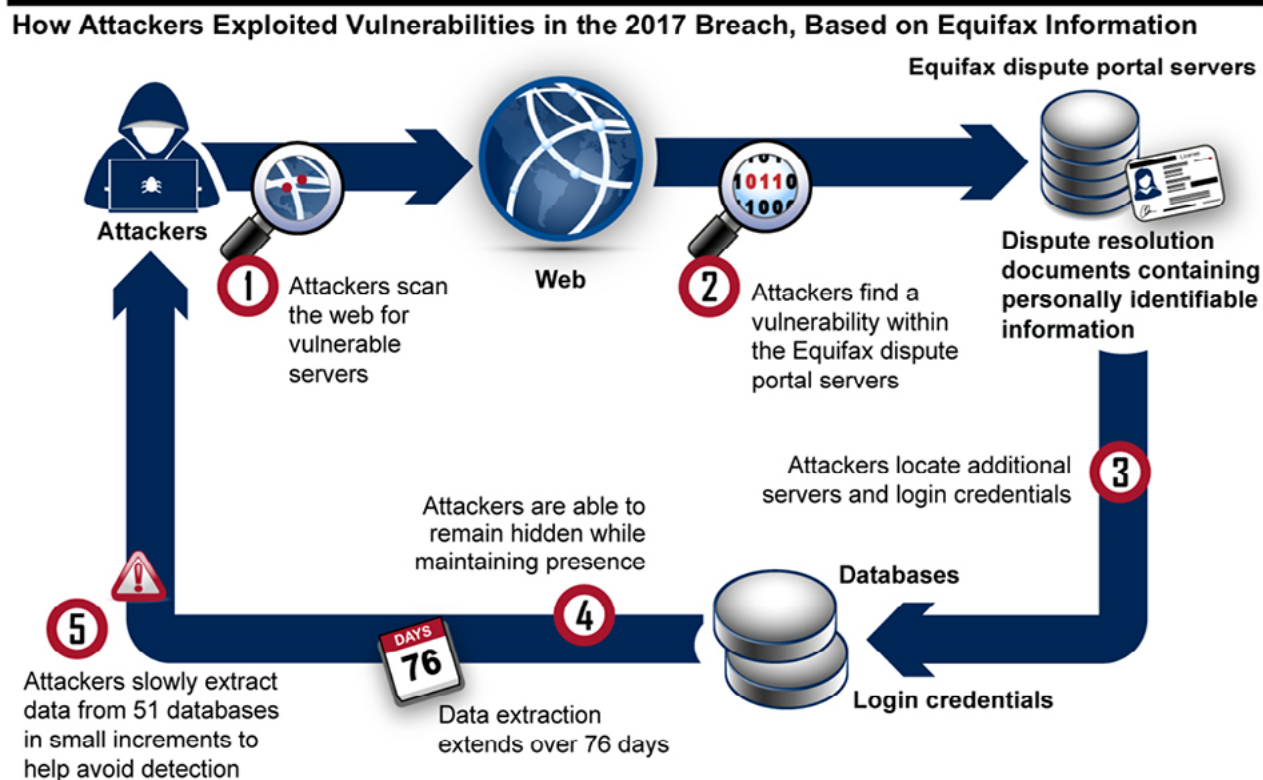 How Attackers Exploited Vulnerabilities in the 2017 Breach, Based on Equifax Information
Equifax dispute portal servers
Attackers
Web
License
1011
10110
11000
Dispute resolution
documents containing
personally identifiable
information
1
Attackers scan
the web for
vulnerable
servers
2
Attackers find a
vulnerability within
the Equifax dispute
portal servers
Attackers locate additional
servers and login credentials
3
Attackers are able to
remain hidden while
maintaining presence
4
Databases
Login credentials
DAYS
76
Data extraction
extends over 76 days
5
Attackers slowly extract
data from 51 databases
in small increments to
help avoid detection